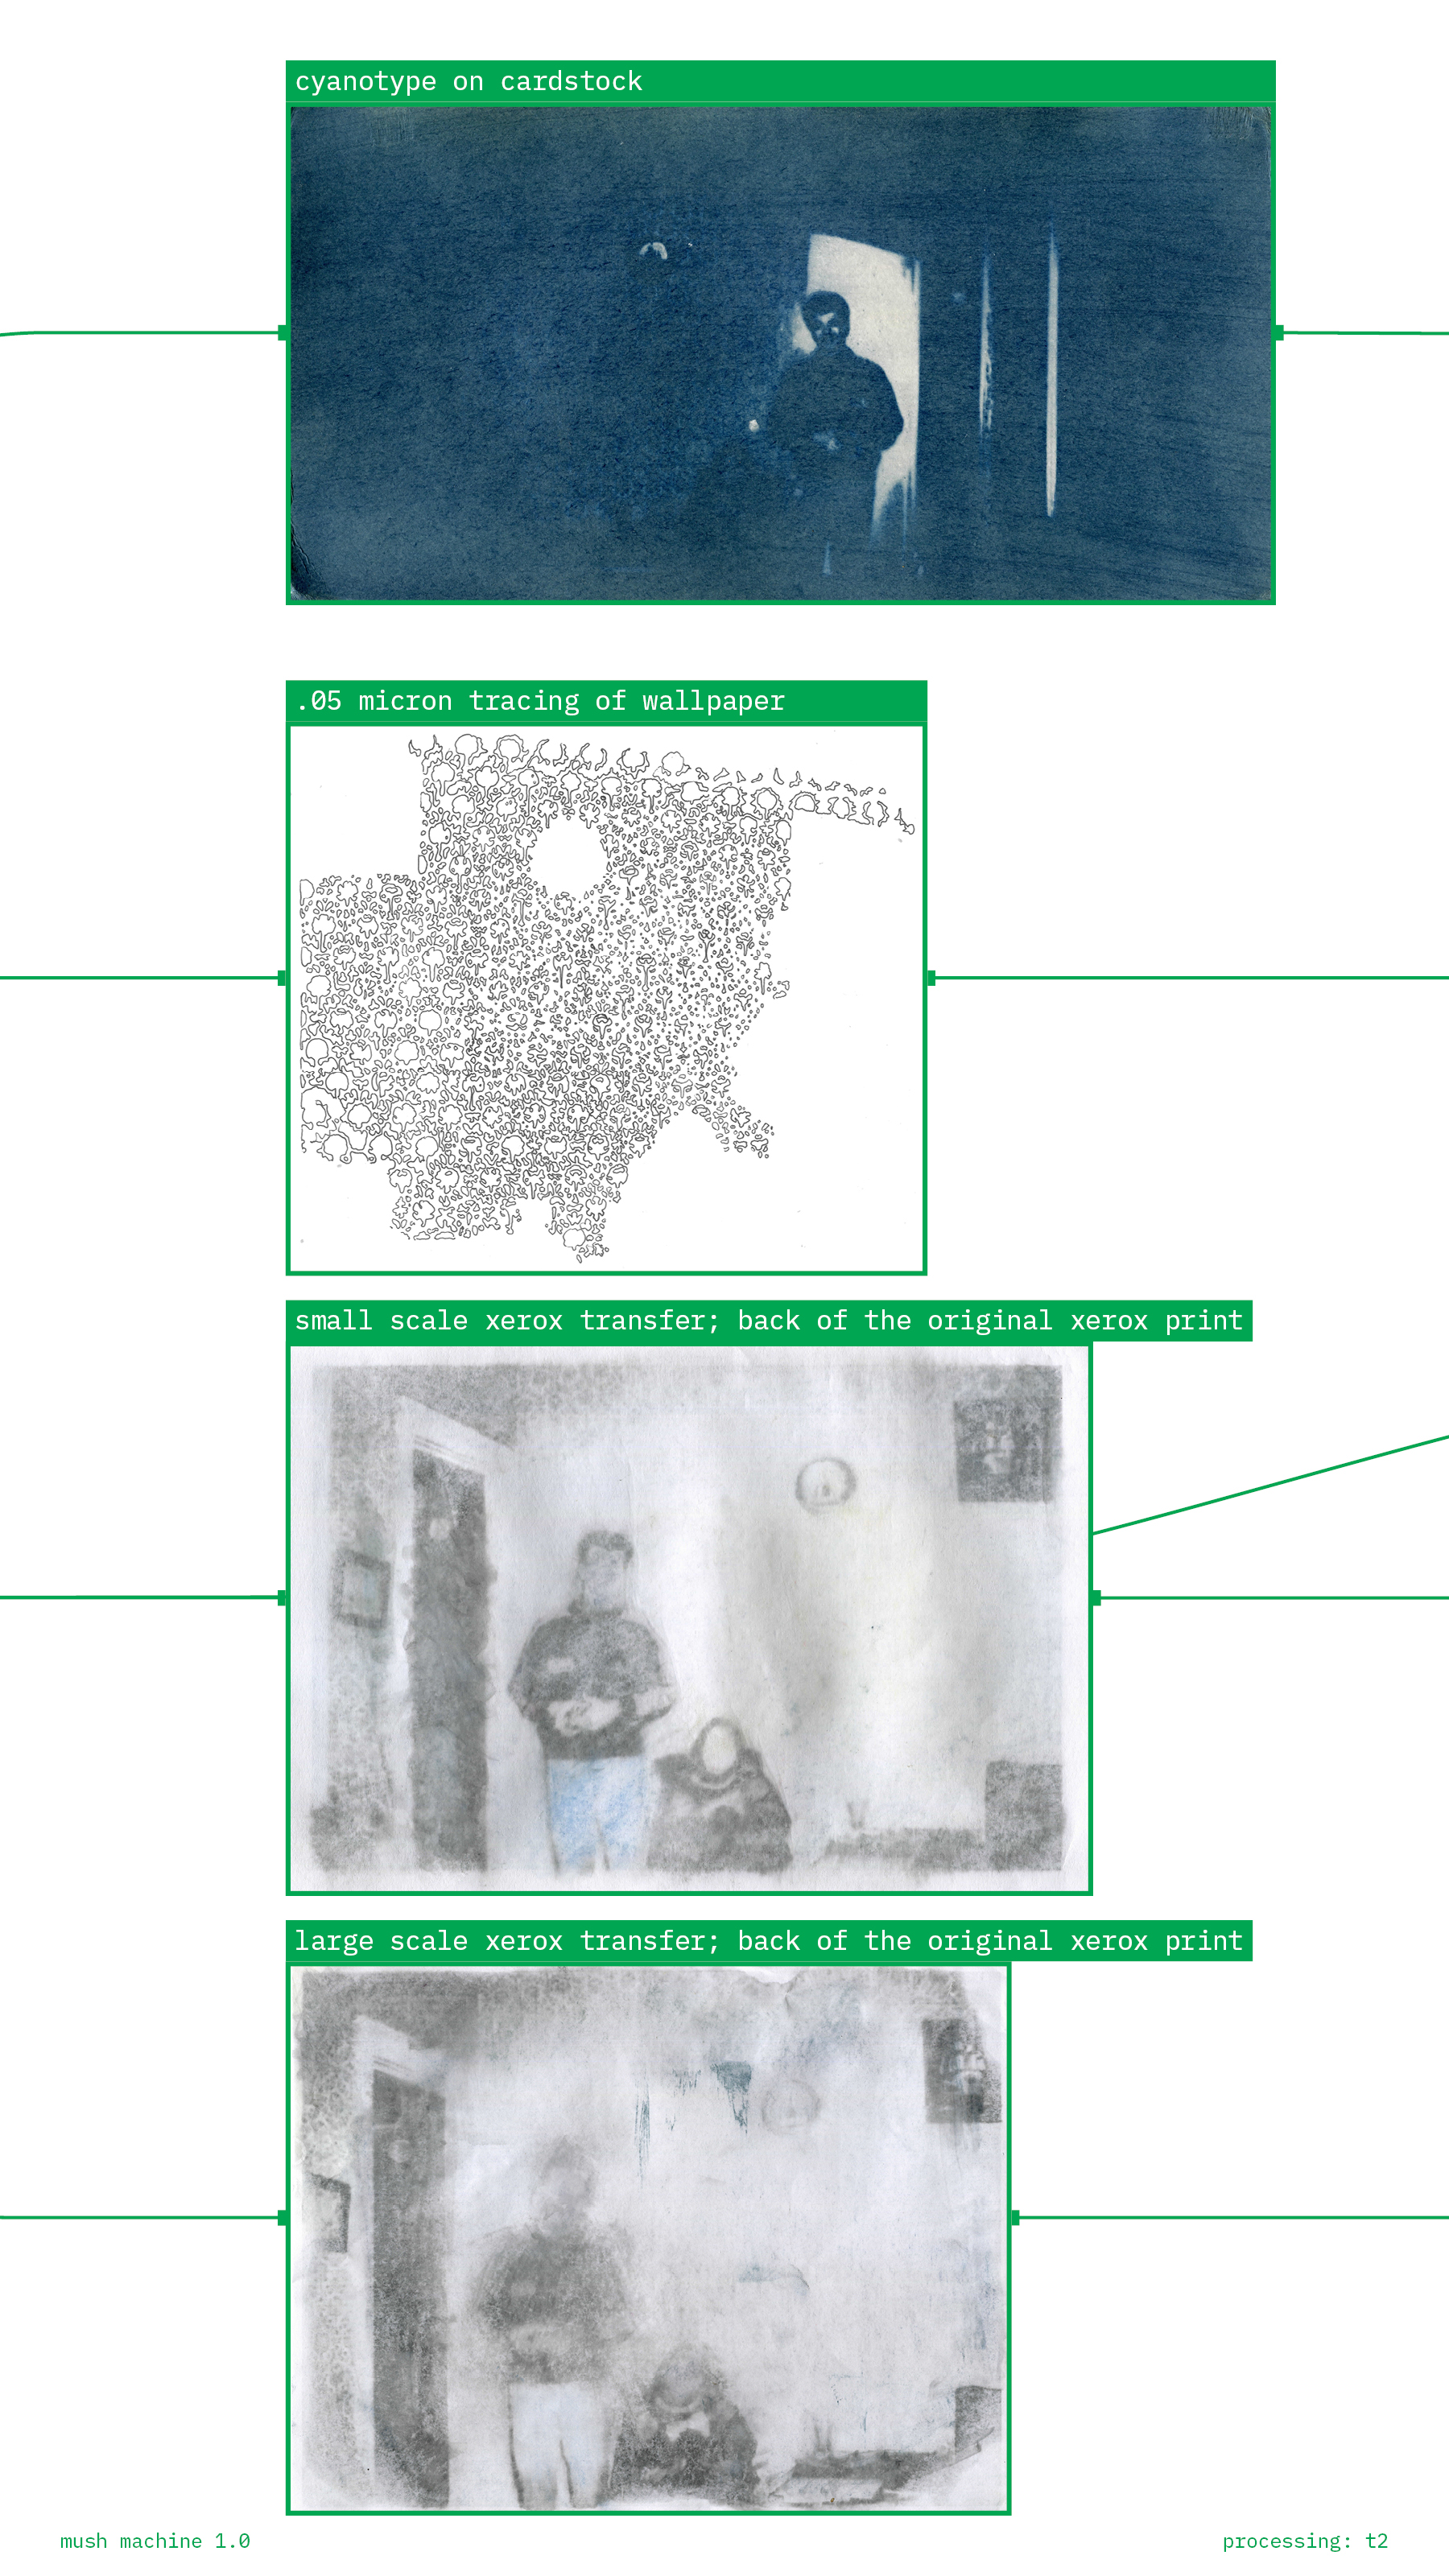 cyanotype on cardstock
.05 micron tracing of wallpaper
small scale xerox transfer; back of the original xerox print
large scale xerox transfer; back of the original xerox print
mush machine 1.0
processing: t2